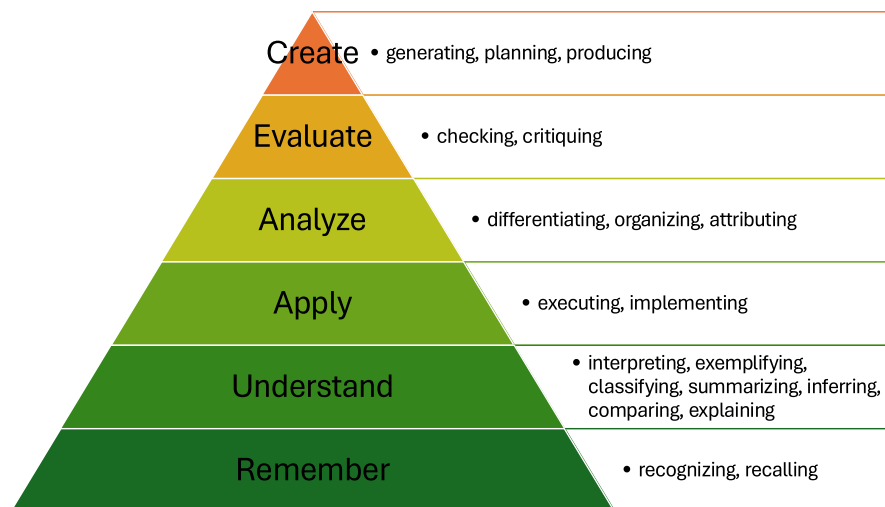 Create
• generating, planning, producing
Evaluate
• checking, critiquing
Analyze
• differentiating, organizing, attributing
Apply
• executing, implementing
Understand
• interpreting, exemplifying,
classifying, summarizing, inferring,
comparing, explaining
Remember
• recognizing, recalling